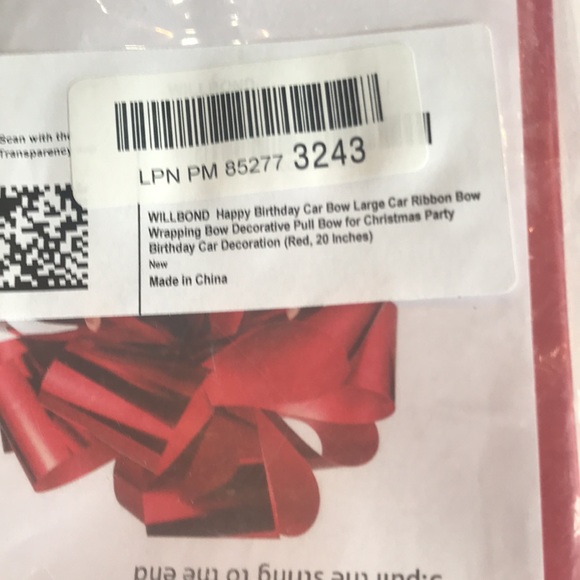 Scan with the
Transparency
LPN PM 85277 3243
WILLBOND Happy Birthday Car Bow Large Car Ribbon Bow
Wrapping Bow Decorative Pull Bow for Christmas Party
Birthday Car Decoration (Red, 20 Inches)
New
Made in China
the string to the end